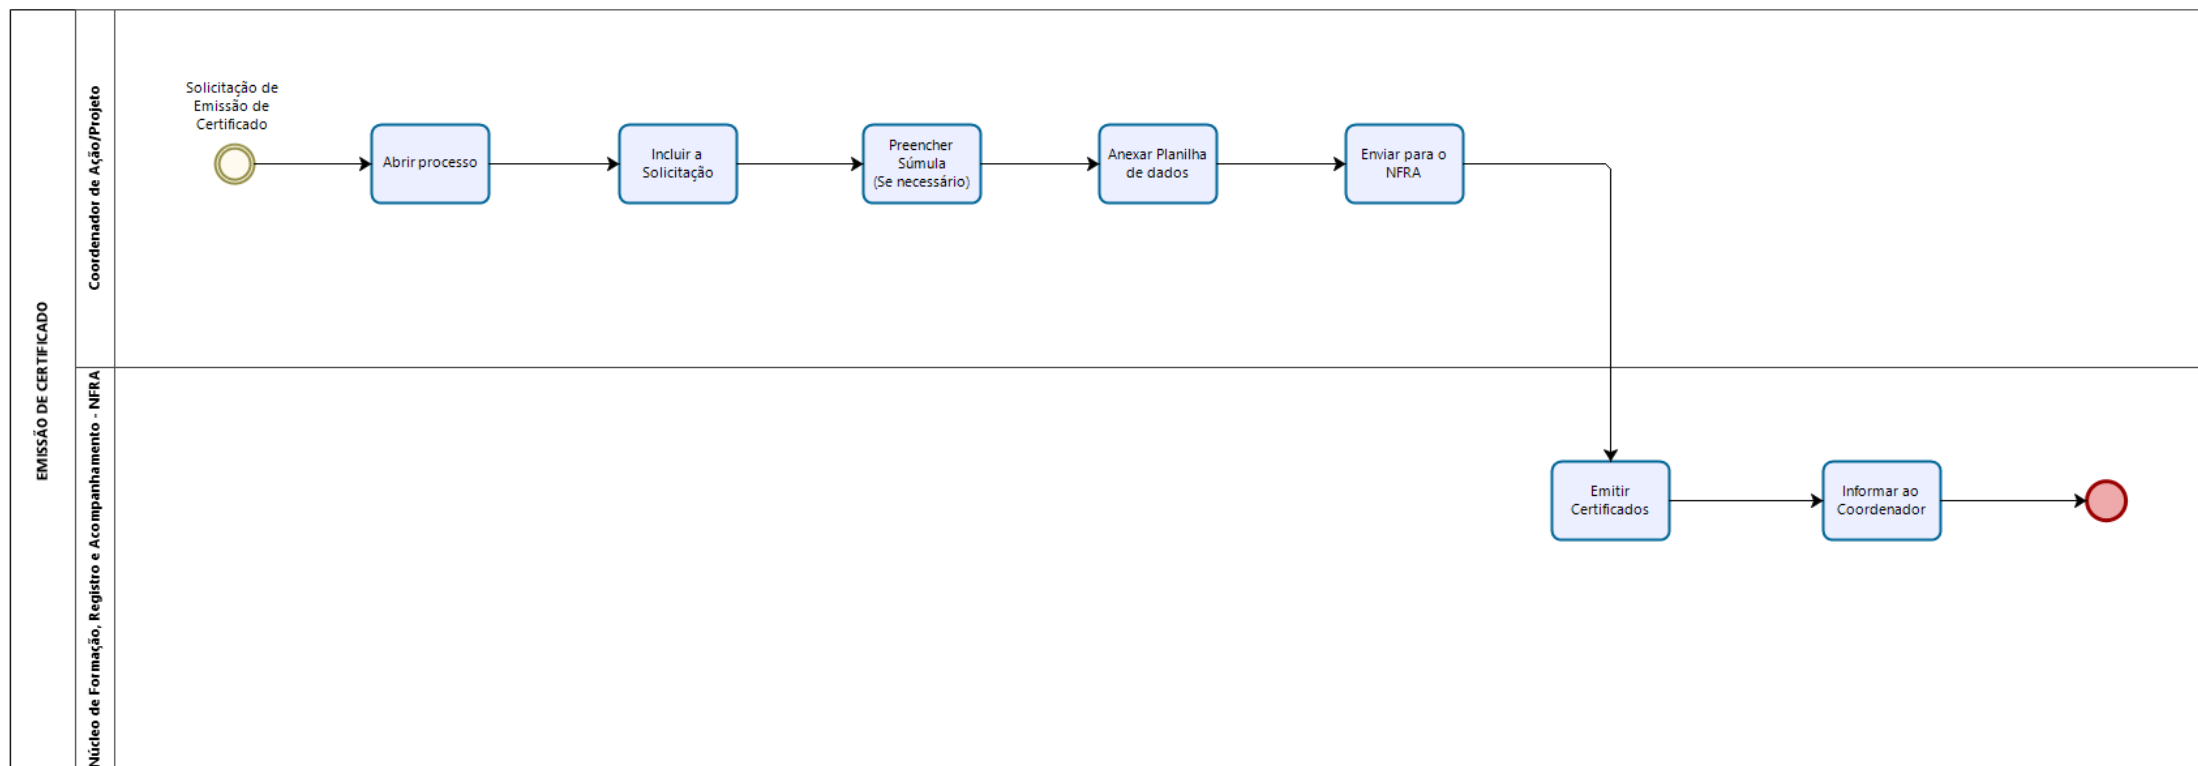 EMISSÃO DE CERTIFICADO
Coordenador de Ação/Projeto
Solicitação de
Emissão de
Certificado
Abrir processo
Incluir a
Solicitação
Preencher
Súmula
(Se necessário)
Anexar Planilha
de dados
Enviar para o
NFRA
Núcleo de Formação, Registro e Acompanhamento - NFRA
Emitir
Certificados
Informar ao
Coordenador